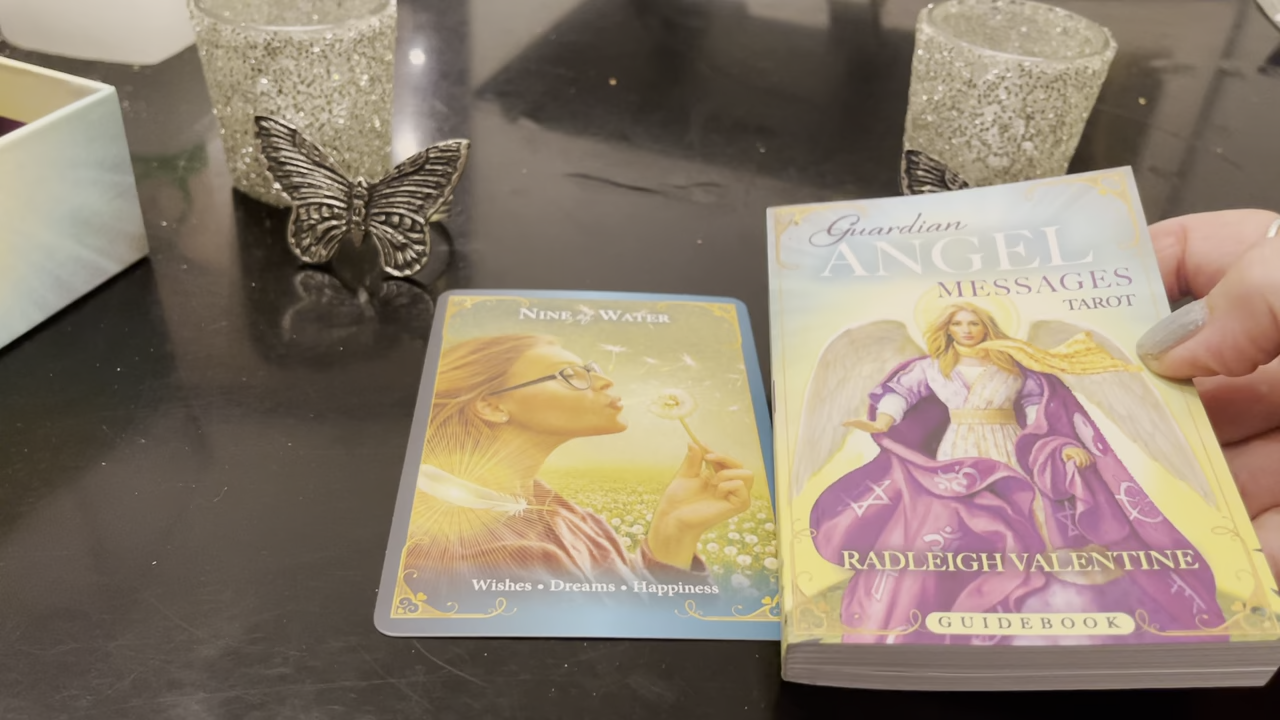 NINE OF WATER
Wishes • Dreams • Happiness
Guardian
ANGEL
MESSAGES
TAROT
RADLEIGH VALENTINE
GUIDEBOOK